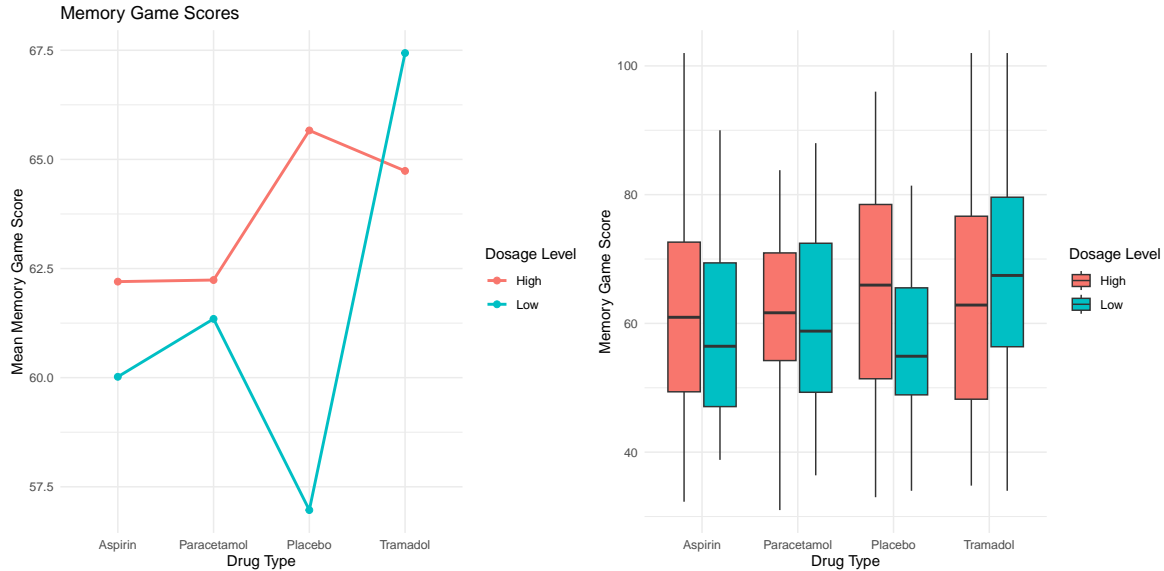 Memory Game Scores
Mean Memory Game Score
67.5
65.0
62.5
60.0
57.5
Aspirin Paracetamol Placebo Tramadol
Drug Type
Dosage Level
High
Low
Memory Game Score
100
80
60
40
Aspirin Paracetamol Placebo Tramadol
Drug Type
Dosage Level
High
Low